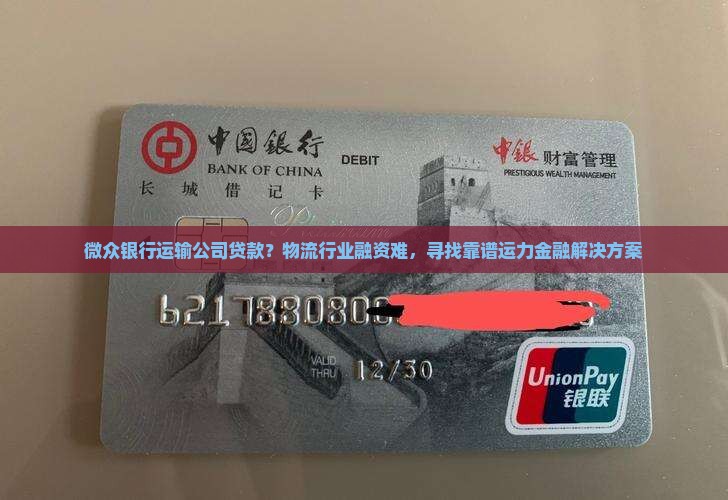 中国银行
BANK OF CHINA
DEBIT
长城借记卡
中銀 财富管理
PRESTIGIOUS WEALTH MANAGEMENT
微众银行运输公司贷款？物流行业融资难，寻找靠谱运力金融解决方案
VALID
THRU
12/30
UnionPay
银联